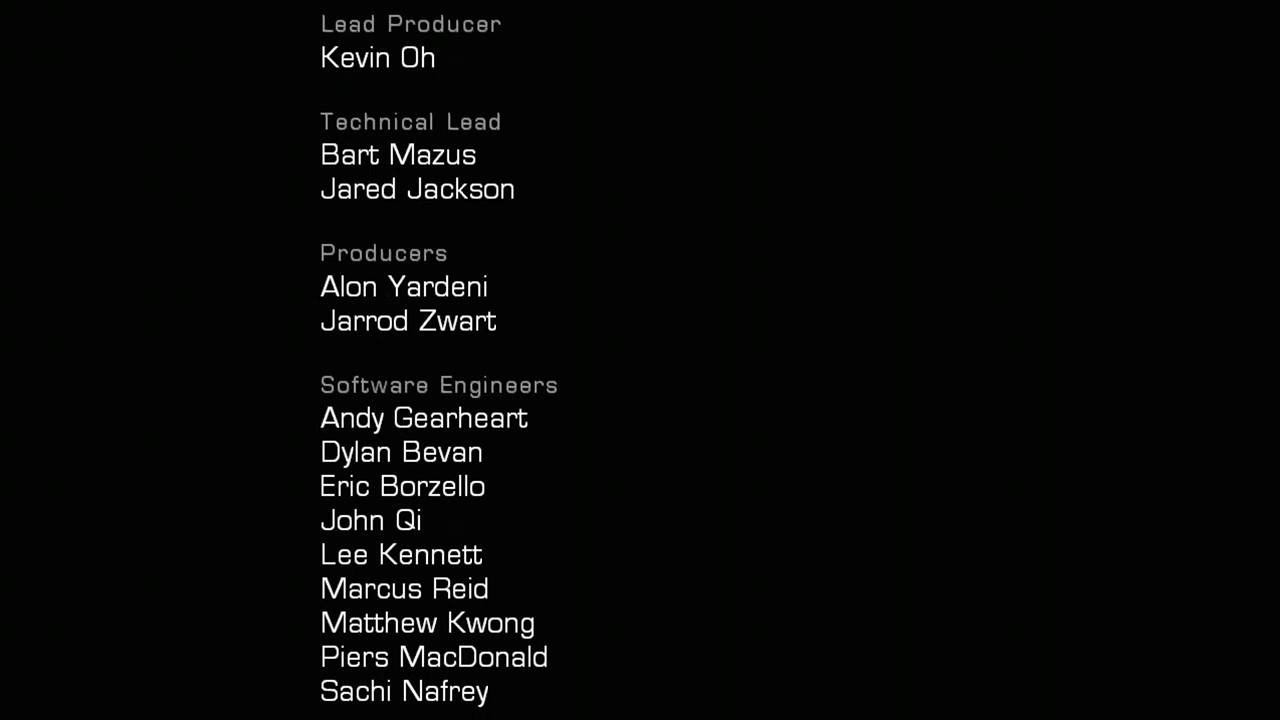 Lead Producer
Kevin Oh
Technical Lead
Bart Mazus
Jared Jackson
Producers
Alon Yardeni
Jarrod Zwart
Software Engineers
Andy Gearheart
Dylan Bevan
Eric Borzello
John Qi
Lee Kennett
Marcus Reid
Matthew Kwong
Piers MacDonald
Sachi Nafrey